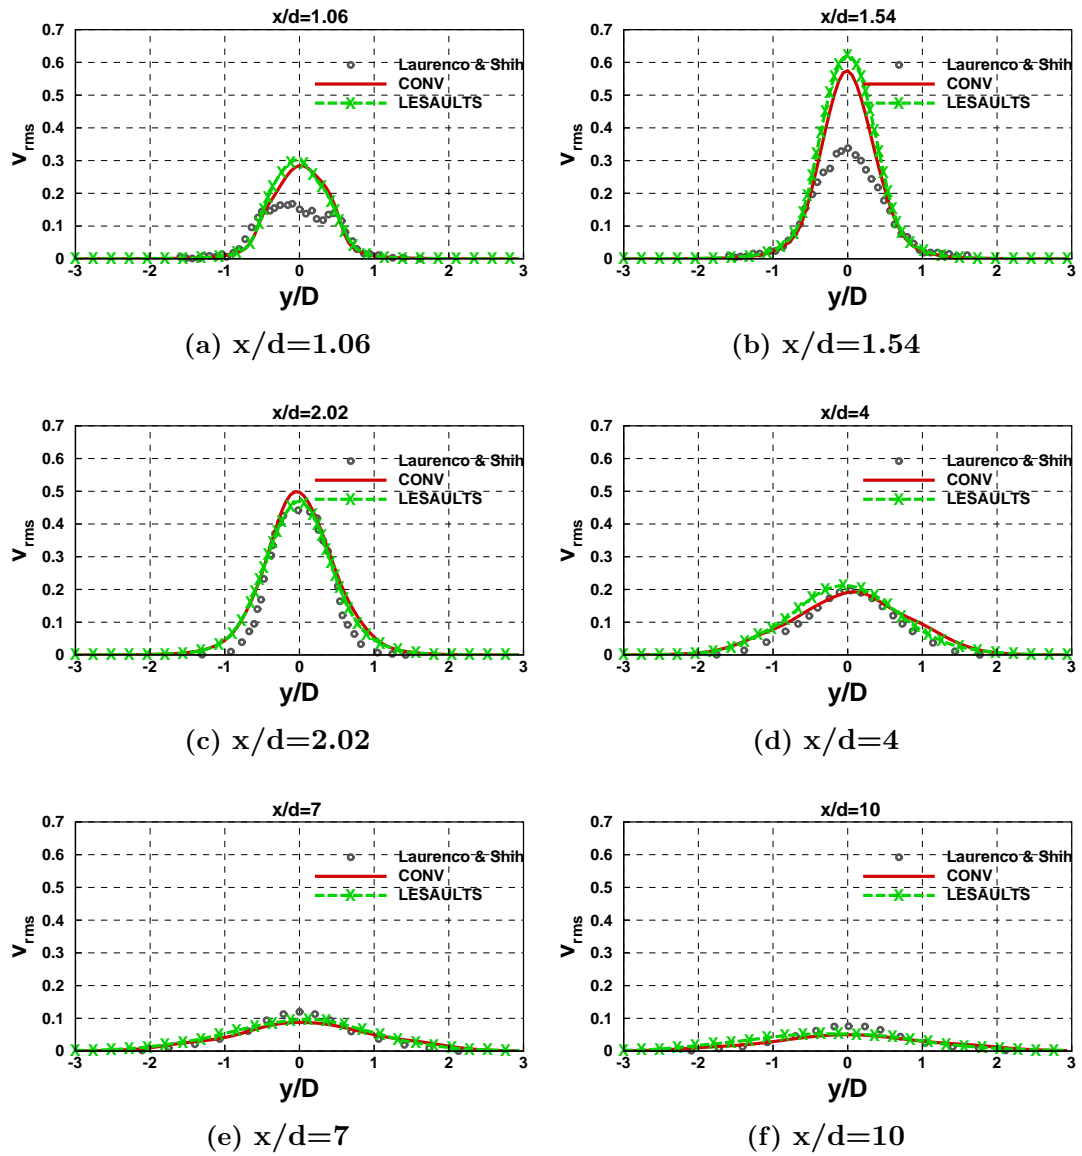 x/d=1.06
0.7
0.6
0.5
0.4
0.3
0.2
0.1
0
Vrms
Laurenco & Shih
CONV
LESAULTS
-3 -2 -1 0 1 2 3
y/D
(a) x/d=1.06
x/d=1.54
0.7
0.6
0.5
0.4
0.3
0.2
0.1
0
Vrms
Laurenco & Shih
CONV
LESAULTS
-3 -2 -1 0 1 2 3
y/D
(b) x/d=1.54
x/d=2.02
0.7
0.6
0.5
0.4
0.3
0.2
0.1
0
Vrms
Laurenco & Shih
CONV
LESAULTS
-3 -2 -1 0 1 2 3
y/D
(c) x/d=2.02
x/d=4
0.7
0.6
0.5
0.4
0.3
0.2
0.1
0
Vrms
Laurenco & Shih
CONV
LESAULTS
-3 -2 -1 0 1 2 3
y/D
(d) x/d=4
x/d=7
0.7
0.6
0.5
0.4
0.3
0.2
0.1
0
Vrms
Laurenco & Shih
CONV
LESAULTS
-3 -2 -1 0 1 2 3
y/D
(e) x/d=7
x/d=10
0.7
0.6
0.5
0.4
0.3
0.2
0.1
0
Vrms
Laurenco & Shih
CONV
LESAULTS
-3 -2 -1 0 1 2 3
y/D
(f) x/d=10